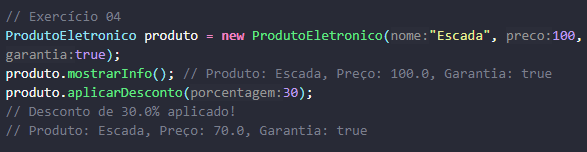 // Exercício 04
ProdutoEletronico produto = new ProdutoEletronico(nome:"Escada", preco:100,
garantia:true);
produto.mostrarInfo(); // Produto: Escada, Preço: 100.0, Garantia: true
produto.aplicarDesconto(porcentagem:30);
// Desconto de 30.0% aplicado!
// Produto: Escada, Preço: 70.0, Garantia: true